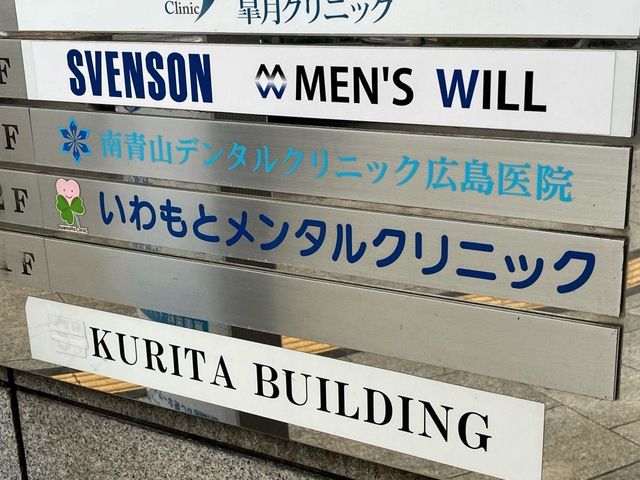 Clinic 皐月クリニック
F SVENSON MEN'S WILL
F 南青山デンタルクリニック広島医院
2F いわもとメンタルクリニック
1F
KURITA BUILDING